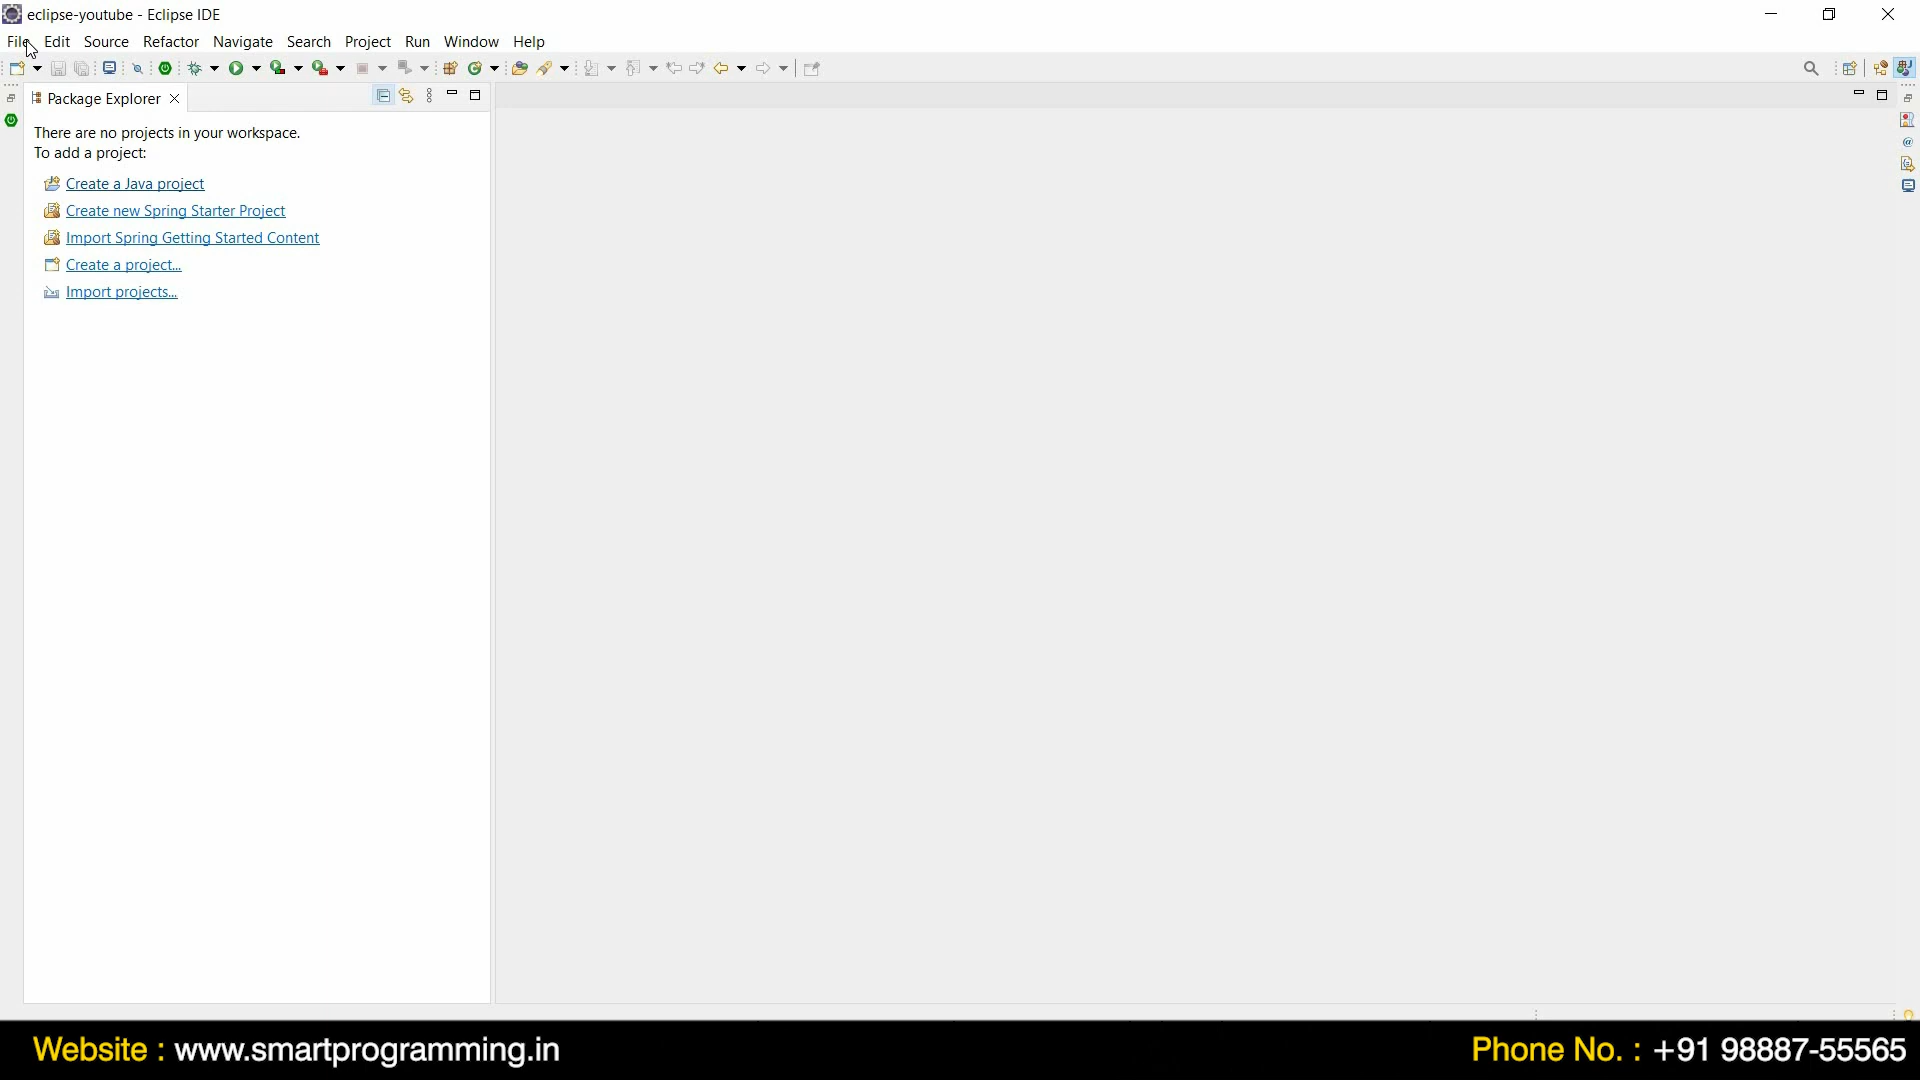 eclipse-youtube - Eclipse IDE
File Edit Source Refactor Navigate Search Project Run Window Help
Package Explorer
There are no projects in your workspace.
To add a project:
Create a Java project
Create new Spring Starter Project
Import Spring Getting Started Content
Create a project...
Import projects...
Website : www.smartprogramming.in
Phone No. : +91 98887-55565